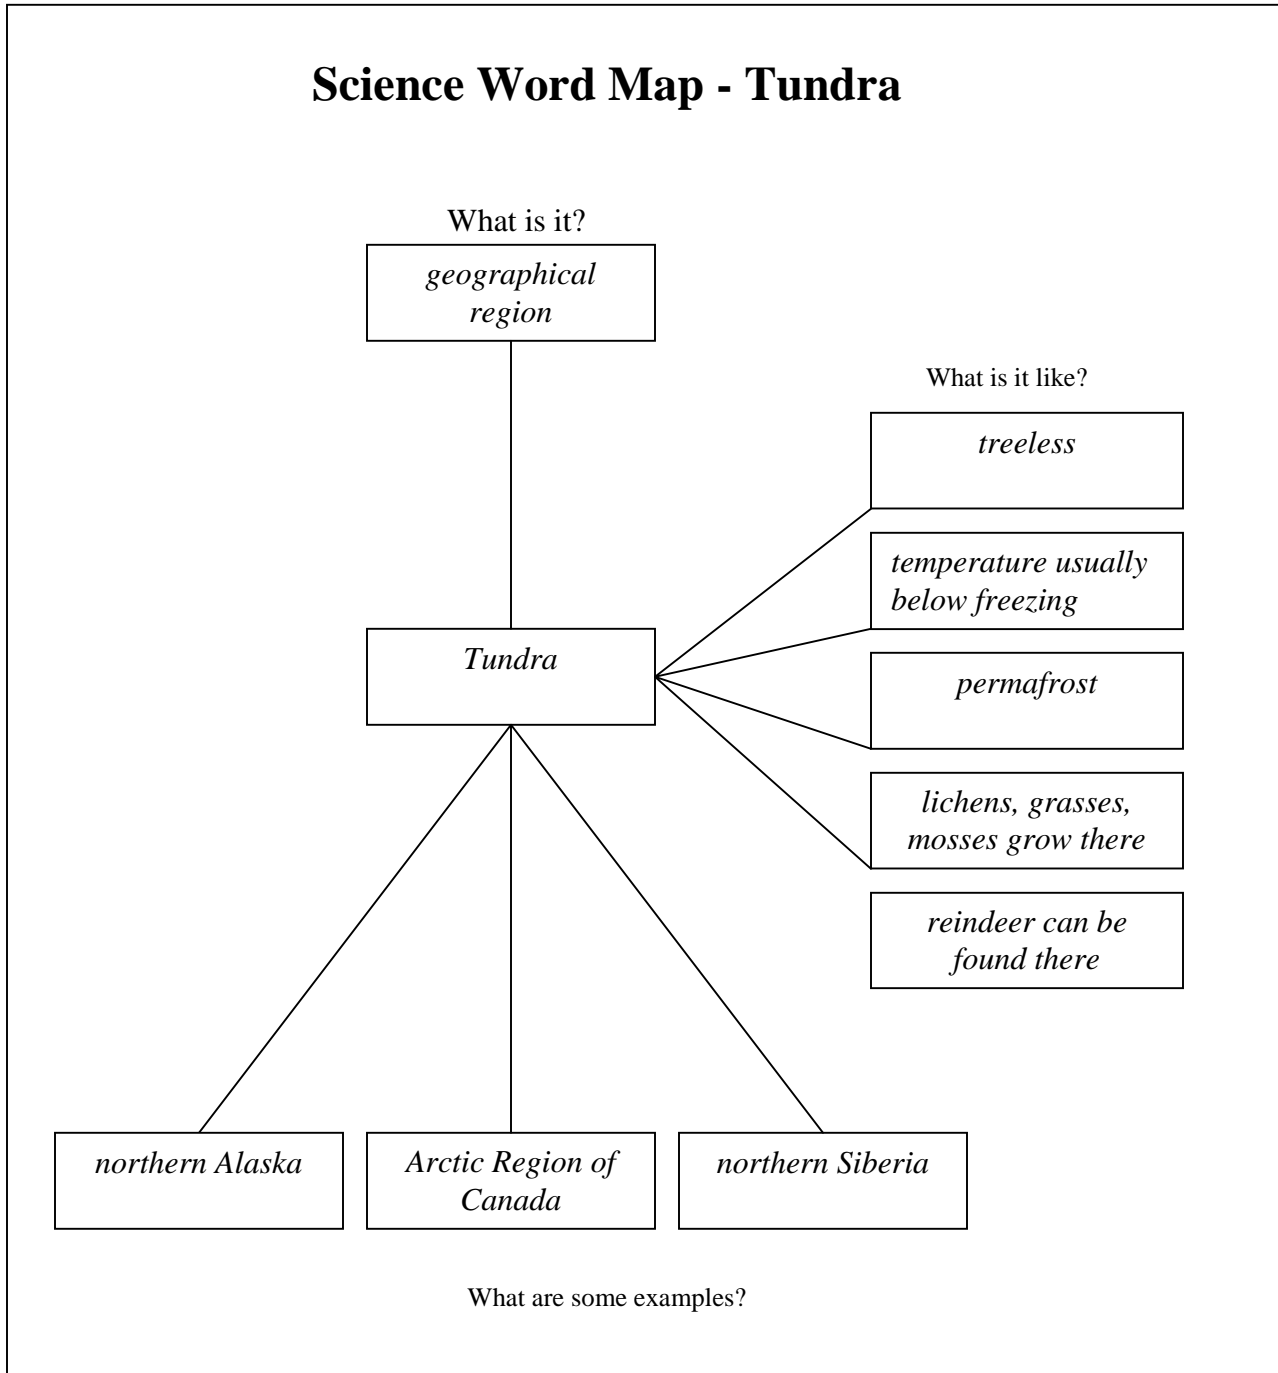 Science Word Map - Tundra
What is it?
geographical
region
What is it like?
treeless
temperature usually
below freezing
Tundra
permafrost
lichens, grasses,
mosses grow there
reindeer can be
found there
northern Alaska
Arctic Region of
Canada
northern Siberia
What are some examples?